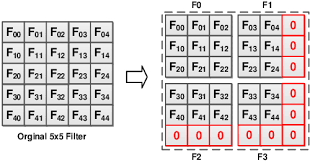 F0 F1
F00 F01 F02 F03 F04 F00 F01 F02 F03 F04 0
F10 F11 F12 F13 F14 F10 F11 F12 F13 F14 0
F20 F21 F22 F23 F24 F20 F21 F22 F23 F24 0
F30 F31 F32 F33 F34 F30 F31 F32 F33 F34 0
F40 F41 F42 F43 F44 F40 F41 F42 F43 F44 0
0 0 0 0 0 0
Orginal 5x5 Filter
F2 F3